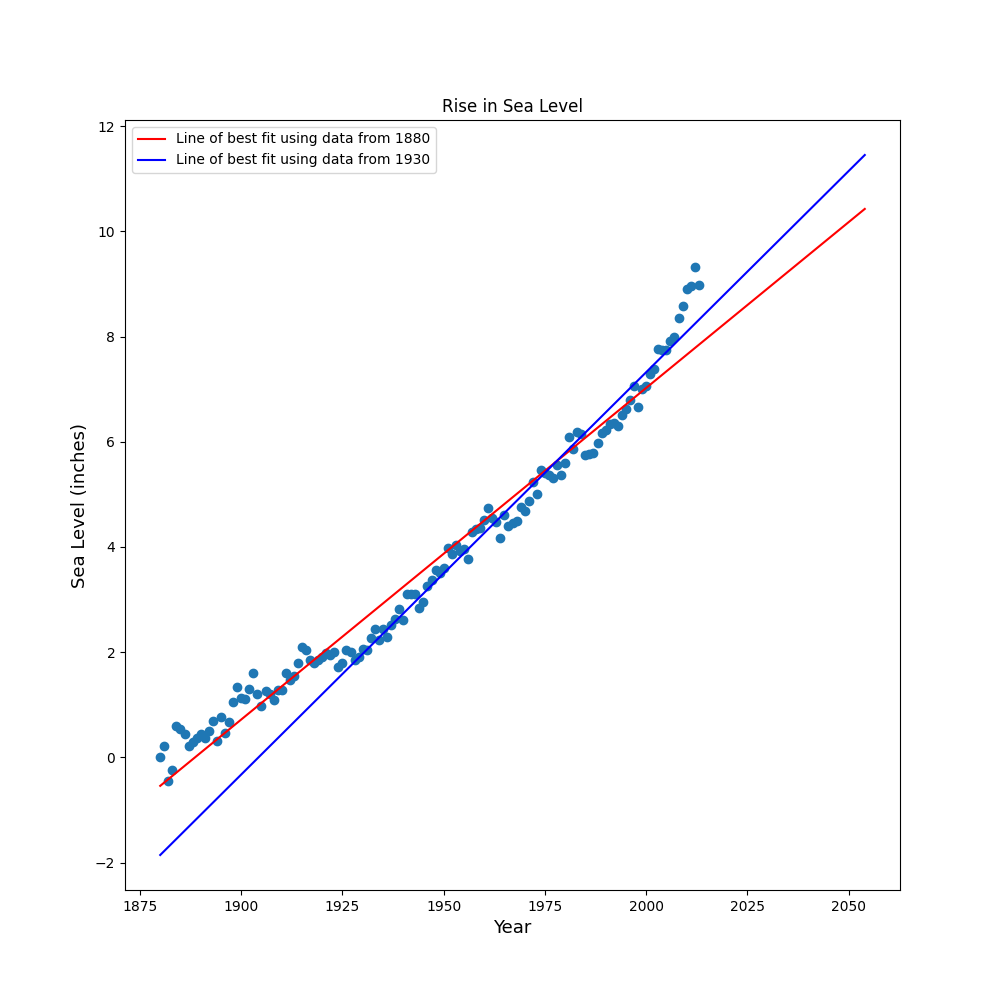 Rise in Sea Level
Line of best fit using data from 1880
Line of best fit using data from 1930
12
10
8
6
4
2
0
−2
Sea Level (inches)
1875 1900 1925 1950 1975 2000 2025 2050
Year